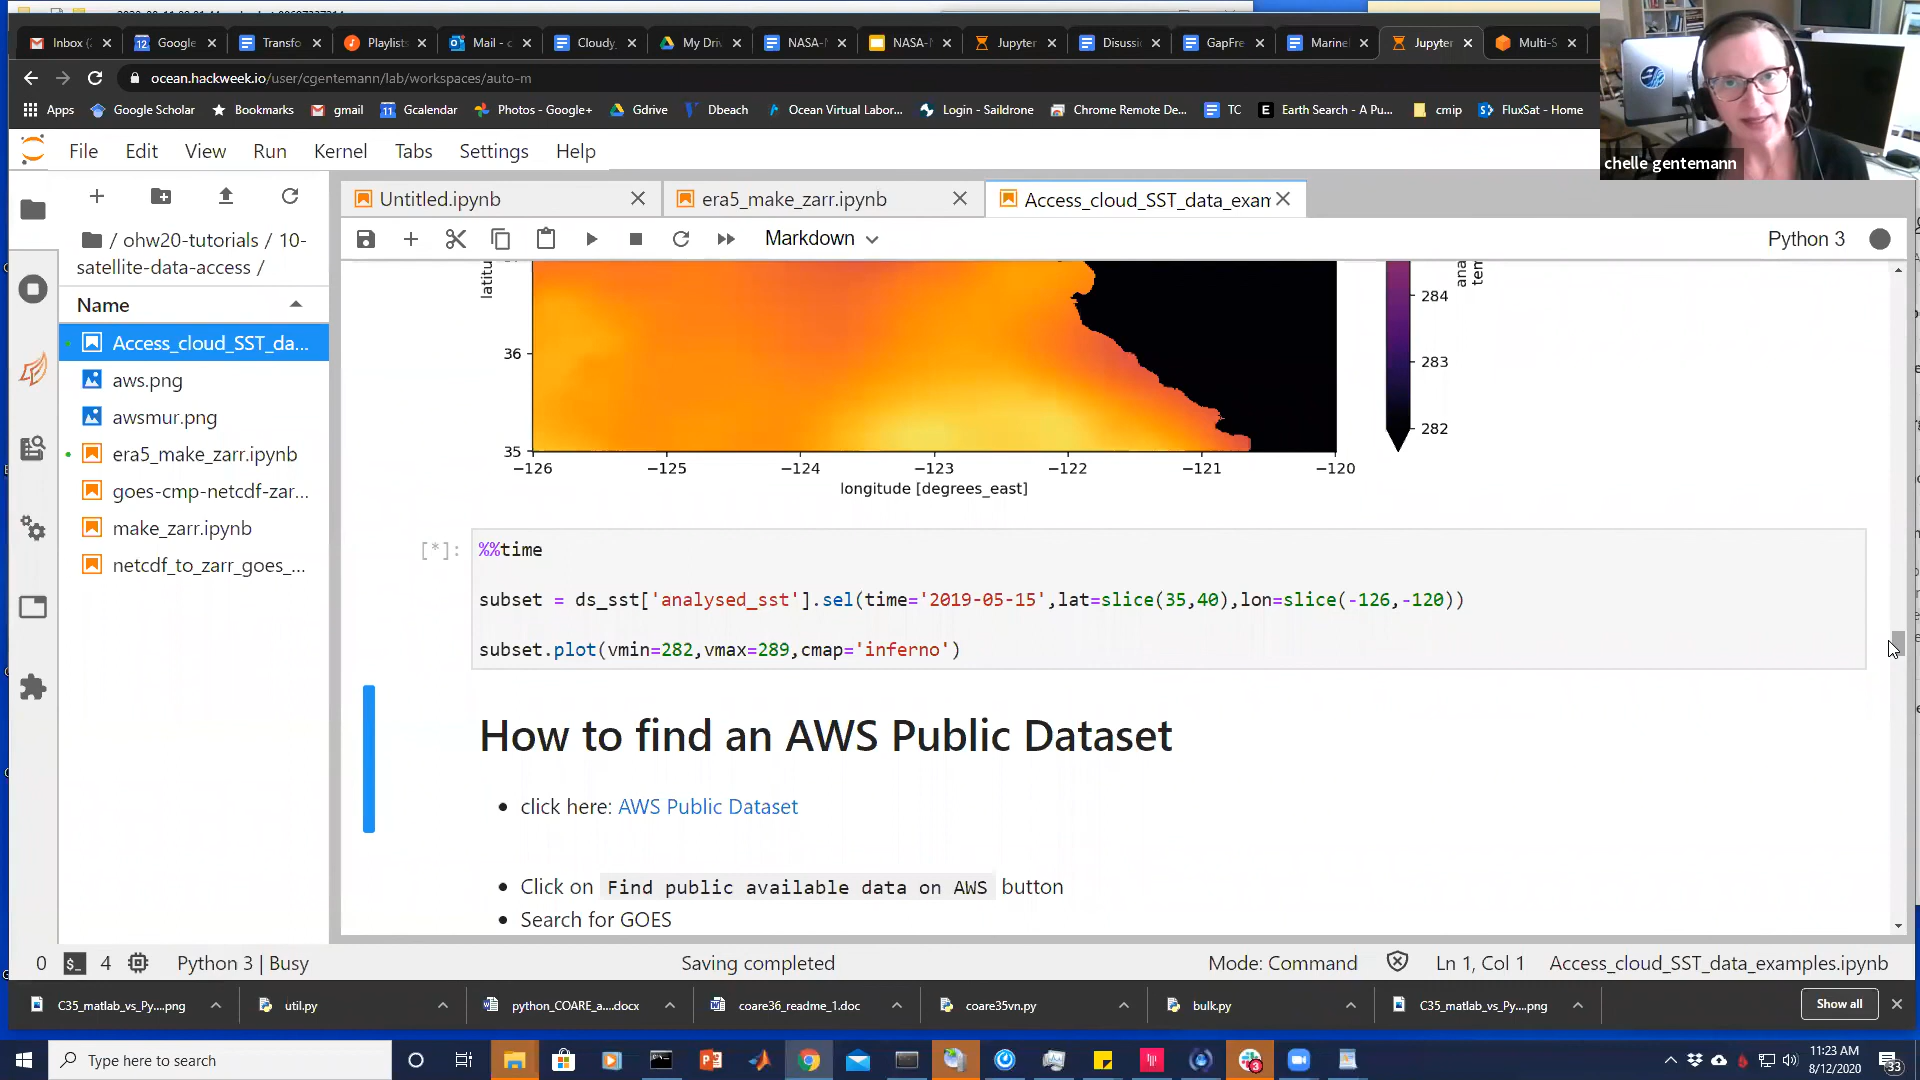 Inbox (
Google
Transfo
Playlists
Mail - c
Cloudy
My Driv
NASA-N
NASA-N
Jupyter
Disussio
GapFre
MarineH
Jupyter
Multi-S
ocean.hackweek.io/user/cgentemann/lab/workspaces/auto-m
Apps
Google Scholar
Bookmarks
gmail
Gcalendar
Photos - Google+
Gdrive
Dbeach
Ocean Virtual Labor...
Login - Saildrone
Chrome Remote De...
TC
Earth Search - A Pu...
cmip
FluxSat - Home
chelle gentemann
File
Edit
View
Run
Kernel
Tabs
Settings
Help
Untitled.ipynb
era5_make_zarr.ipynb
Access_cloud_SST_data_exam
/ ohw20-tutorials / 10-
satellite-data-access /
Markdown
Python 3
Name
Access_cloud_SST_da...
aws.png
awsmur.png
era5_make_zarr.ipynb
goes-cmp-netcdf-zar...
make_zarr.ipynb
netcdf_to_zarr_goes_...
latitu
36
35
−126
−125
−124
−123
−122
−121
−120
longitude [degrees_east]
284
283
282
ana
tem
[*]:
%%time
subset = ds_sst['analysed_sst'].sel(time='2019-05-15',lat=slice(35,40),lon=slice(-126,-120))
subset.plot(vmin=282,vmax=289,cmap='inferno')
How to find an AWS Public Dataset
• click here: AWS Public Dataset
• Click on Find public available data on AWS button
• Search for GOES
0
4
Python 3 | Busy
Saving completed
Mode: Command
Ln 1, Col 1
Access_cloud_SST_data_examples.ipynb
C35_matlab_vs_Py....png
util.py
python_COARE_a....docx
coare36_readme_1.doc
coare35vn.py
bulk.py
C35_matlab_vs_Py....png
Show all
Type here to search
11:23 AM
8/12/2020
33